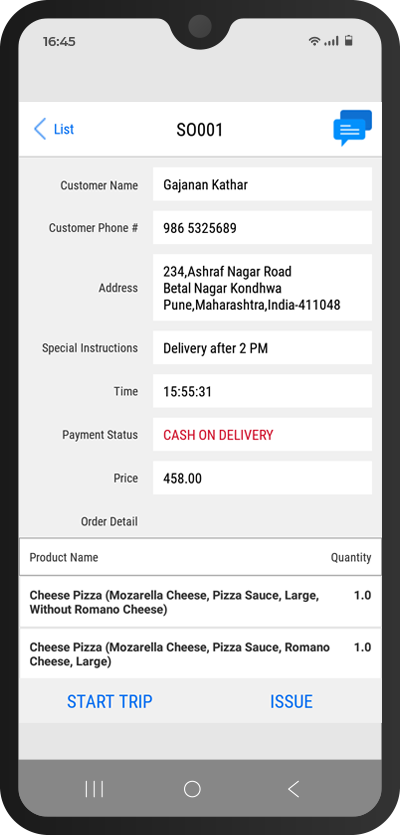 16:45
List
SO001
Customer Name
Gajanan Kathar
Customer Phone #
986 5325689
Address
234,Ashraf Nagar Road
Betal Nagar Kondhwa
Pune,Maharashtra,India-411048
Special Instructions
Delivery after 2 PM
Time
15:55:31
Payment Status
CASH ON DELIVERY
Price
458.00
Order Detail
Product Name Quantity
Cheese Pizza (Mozarella Cheese, Pizza Sauce, Large, 1.0
Without Romano Cheese)
Cheese Pizza (Mozarella Cheese, Pizza Sauce, Romano 1.0
Cheese, Large)
START TRIP ISSUE